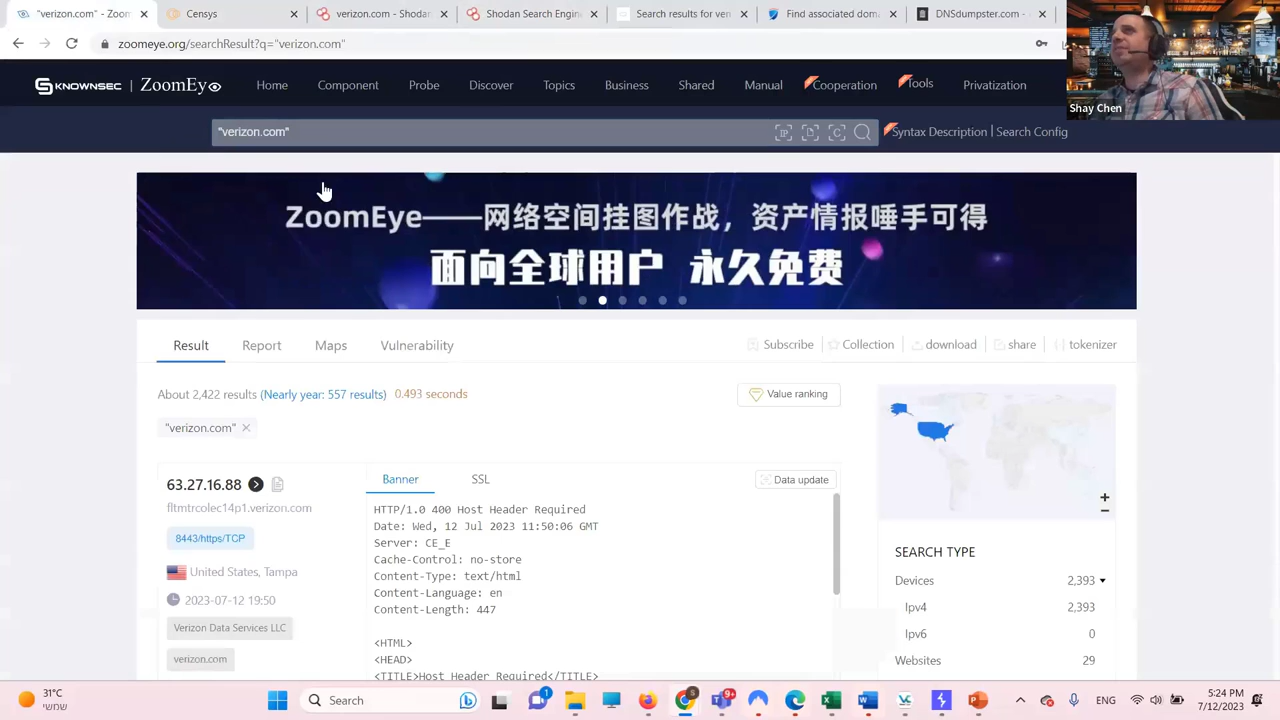 "verizon.com" - Zoom
Censys
verizon.com - Shod
Shodan Search Eng
Search results for ven
Find associated do
DNSdumpster.com -
zoomeye.org/searchResult?q="verizon.com"
KNOWNSEC | ZoomEye
Home
Component
Probe
Discover
Topics
Business
Shared
Manual
Cooperation
Tools
Privatization
Shay Chen
"verizon.com"
Syntax Description | Search Config
ZoomEye——网络空间挂图作战，资产情报唾手可得
面向全球用户 永久免费
Result
Report
Maps
Vulnerability
Subscribe
Collection
download
share
tokenizer
About 2,422 results (Nearly year: 557 results) 0.493 seconds
Value ranking
"verizon.com"
63.27.16.88
fltmtrcolec14p1.verizon.com
8443/https/TCP
United States, Tampa
2023-07-12 19:50
Verizon Data Services LLC
verizon.com
Banner
SSL
Data update
HTTP/1.0 400 Host Header Required
Date: Wed, 12 Jul 2023 11:50:06 GMT
Server: CE_E
Cache-Control: no-store
Content-Type: text/html
Content-Language: en
Content-Length: 447
<HTML>
<HEAD>
<TITLE>Host Header Required</TITLE>
SEARCH TYPE
Devices 2,393
Ipv4 2,393
Ipv6 0
Websites 29
31°C
שמשי
Search
1
9+
ENG
5:24 PM
7/12/2023